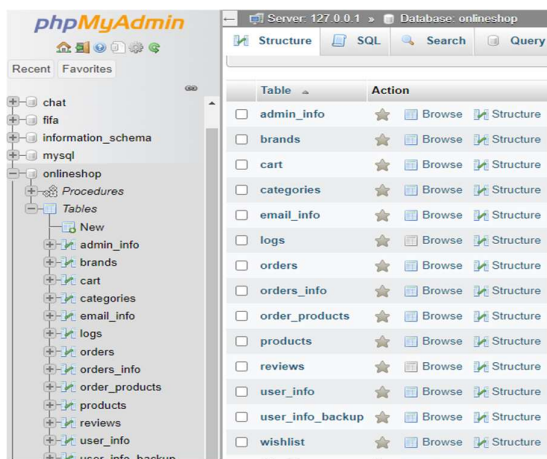 phpMyAdmin
Recent Favorites
chat
fifa
information_schema
mysql
onlineshop
Procedures
Tables
New
admin_info
brands
cart
categories
email_info
logs
orders
orders_info
order_products
products
reviews
user_info
user_info_backup
Server: 127.0.0.1 » Database: onlineshop
Structure SQL Search Query
Table Action
admin_info Browse Structure
brands Browse Structure
cart Browse Structure
categories Browse Structure
email_info Browse Structure
logs Browse Structure
orders Browse Structure
orders_info Browse Structure
order_products Browse Structure
products Browse Structure
reviews Browse Structure
user_info Browse Structure
user_info_backup Browse Structure
wishlist Browse Structure